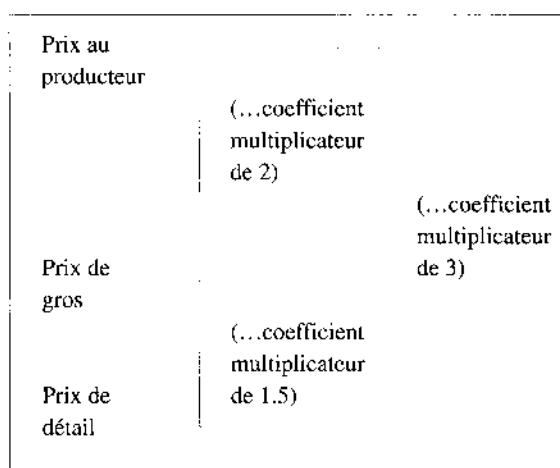 Prix au
producteur
(…coefficient
multiplicateur
de 2)
(…coefficient
multiplicateur
de 3)
Prix de
gros
(…coefficient
multiplicateur
de 1.5)
Prix de
détail